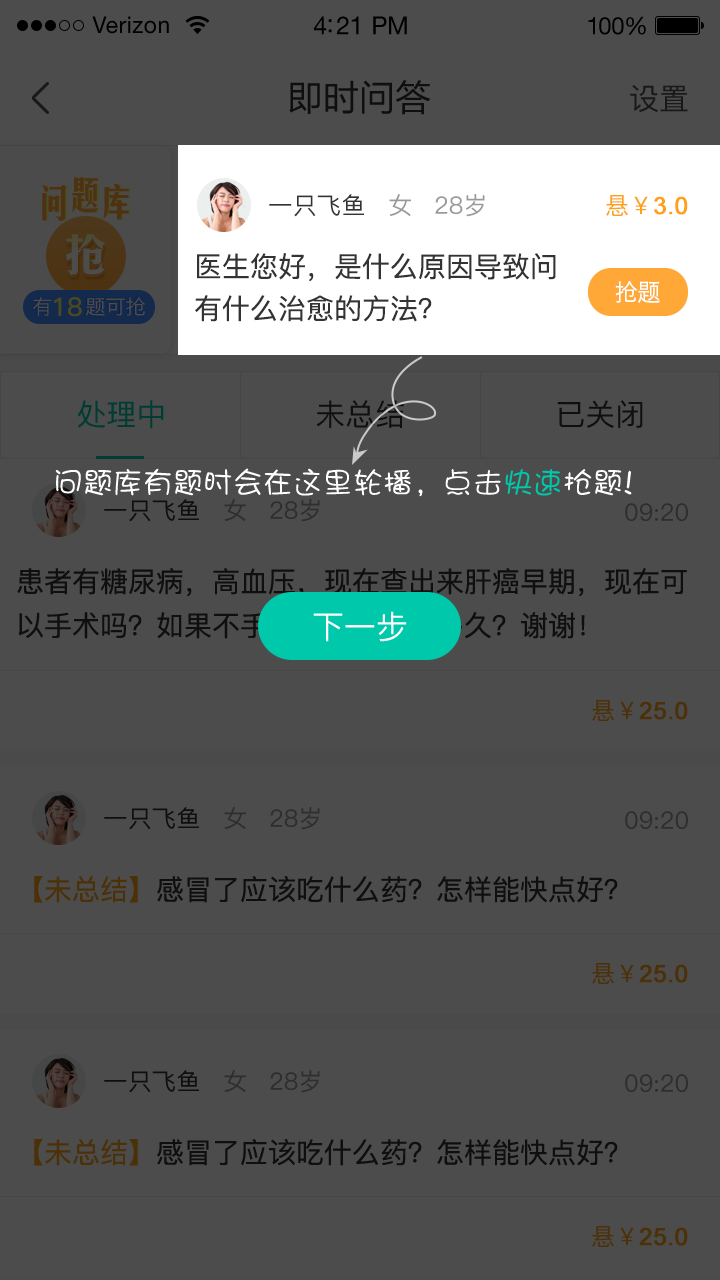 Verizon 4:21 PM 100%
即时问答 设置
问题库
抢
有18题可抢
一只飞鱼 女 28岁 悬￥3.0
医生您好，是什么原因导致问
有什么治愈的方法？
抢题
处理中 未总结 已关闭
问题库有题时会在这里轮播，点击快速抢题！
一只飞鱼 女 28岁 09:20
患者有糖尿病，高血压，现在查出来肝癌早期，现在可
以手术吗？如果不手 久？谢谢！
下一步
悬￥25.0
一只飞鱼 女 28岁 09:20
【未总结】感冒了应该吃什么药？怎样能快点好？
悬￥25.0
一只飞鱼 女 28岁 09:20
【未总结】感冒了应该吃什么药？怎样能快点好？
悬￥25.0